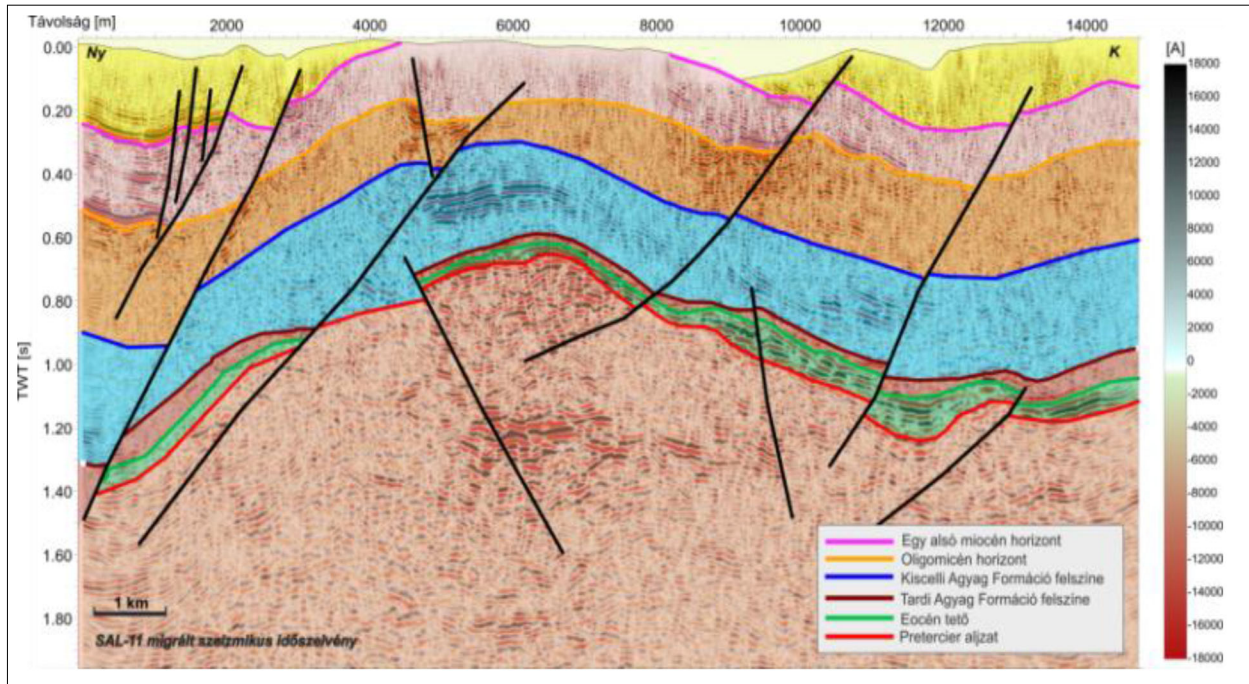 Távolság [m] 2000 4000 6000 8000 10000 12000 14000
Ny
K
[A]
TWT [s]
0.00
0.20
0.40
0.60
0.80
1.00
1.20
1.40
1.60
1.80
18000
16000
14000
12000
10000
8000
6000
4000
2000
0
-2000
-4000
-6000
-8000
-10000
-12000
-14000
-16000
-18000
1 km
SAL-11 migrált szeizmikus időszelvény
Egy alsó miocén horizont
Oligomicén horizont
Kiscelli Agyag Formáció felszíne
Tardi Agyag Formáció felszíne
Eocén tető
Pretercier aljzat